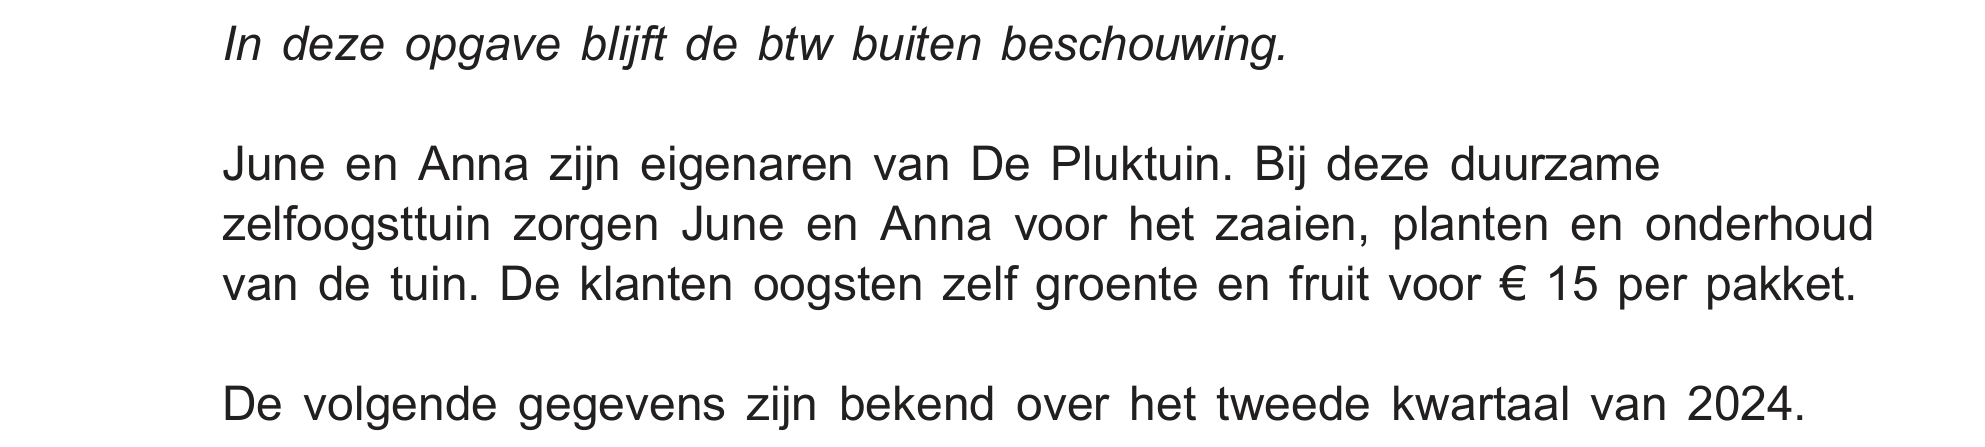 In deze opgave blijft de btw buiten beschouwing.
June en Anna zijn eigenaren van De Pluktuin. Bij deze duurzame
zelfoogsttuin zorgen June en Anna voor het zaaien, planten en onderhoud
van de tuin. De klanten oogsten zelf groente en fruit voor € 15 per pakket.
De volgende gegevens zijn bekend over het tweede kwartaal van 2024.